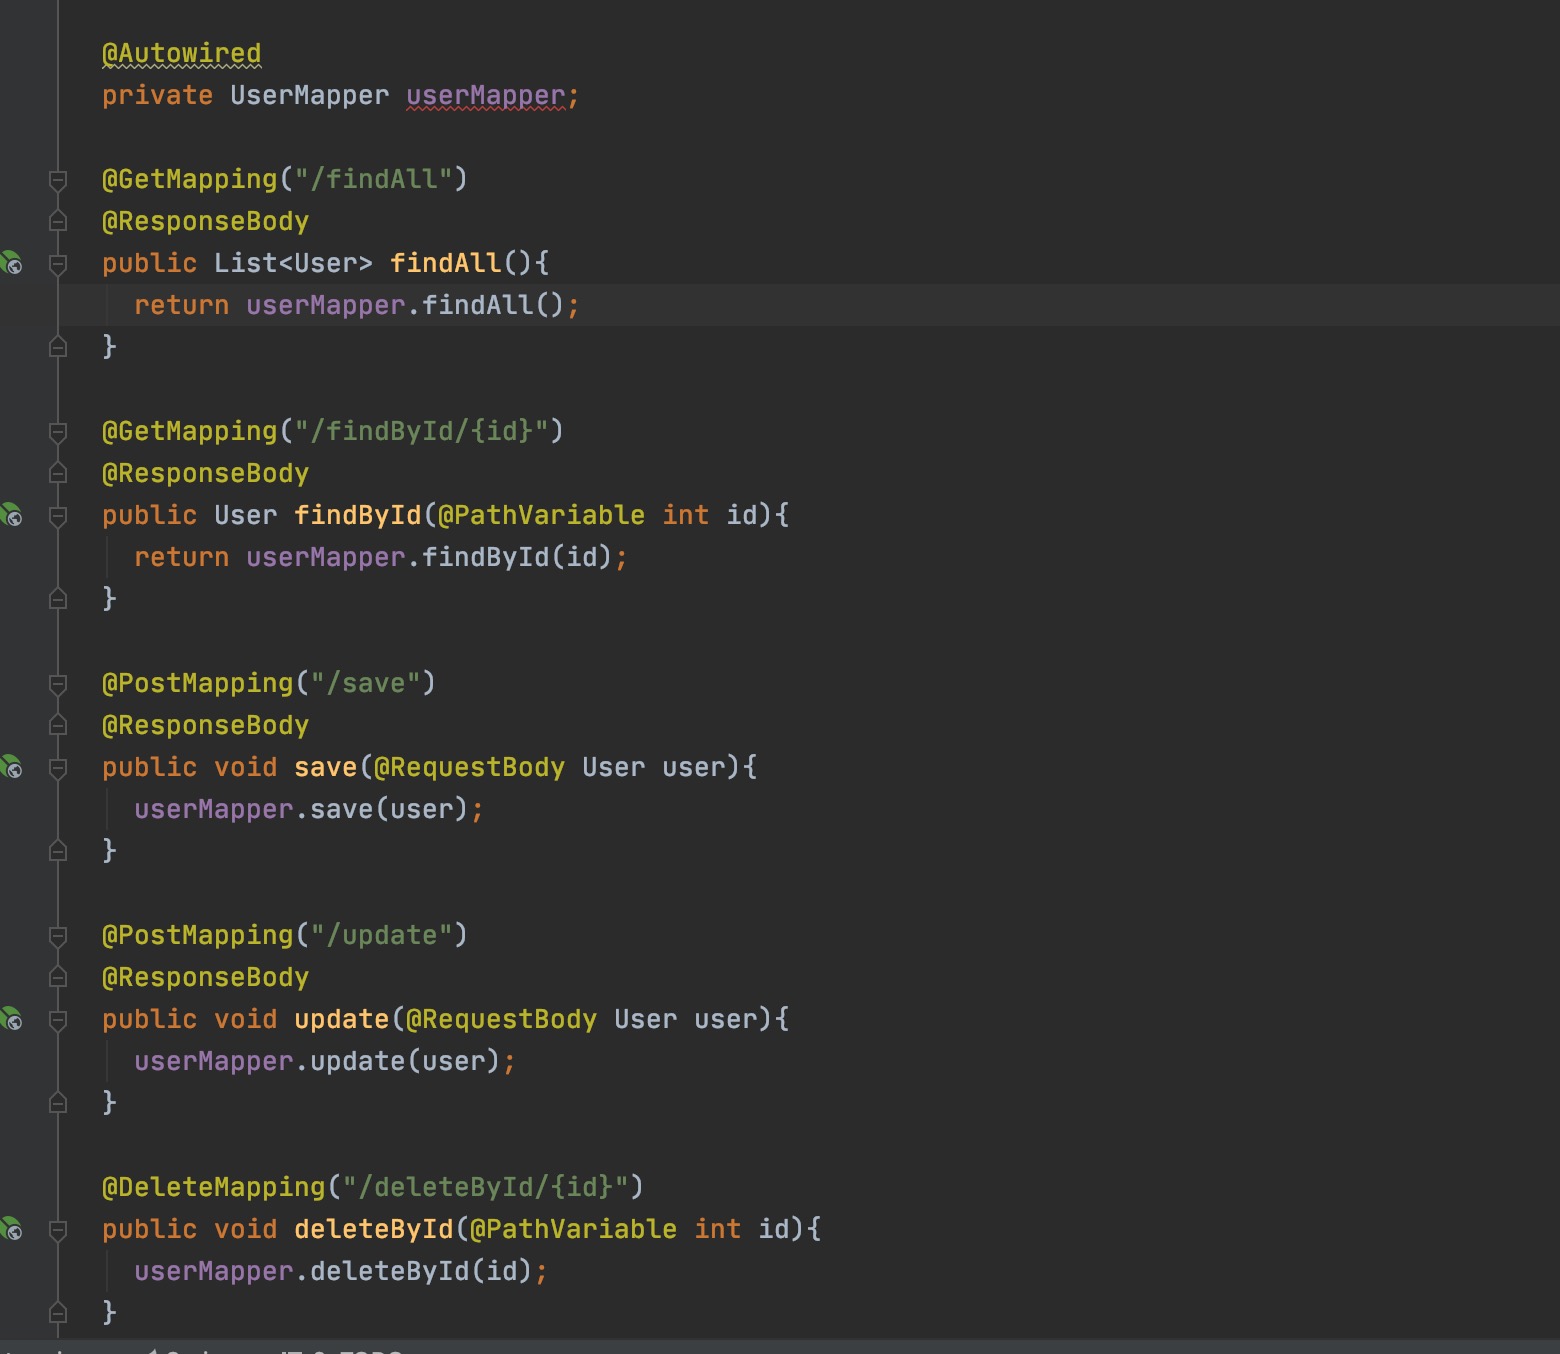 @Autowired
private UserMapper userMapper;
@GetMapping("/findAll")
@ResponseBody
public List<User> findAll(){
return userMapper.findAll();
}
@GetMapping("/findById/{id}")
@ResponseBody
public User findById(@PathVariable int id){
return userMapper.findById(id);
}
@PostMapping("/save")
@ResponseBody
public void save(@RequestBody User user){
userMapper.save(user);
}
@PostMapping("/update")
@ResponseBody
public void update(@RequestBody User user){
userMapper.update(user);
}
@DeleteMapping("/deleteById/{id}")
public void deleteById(@PathVariable int id){
userMapper.deleteById(id);
}